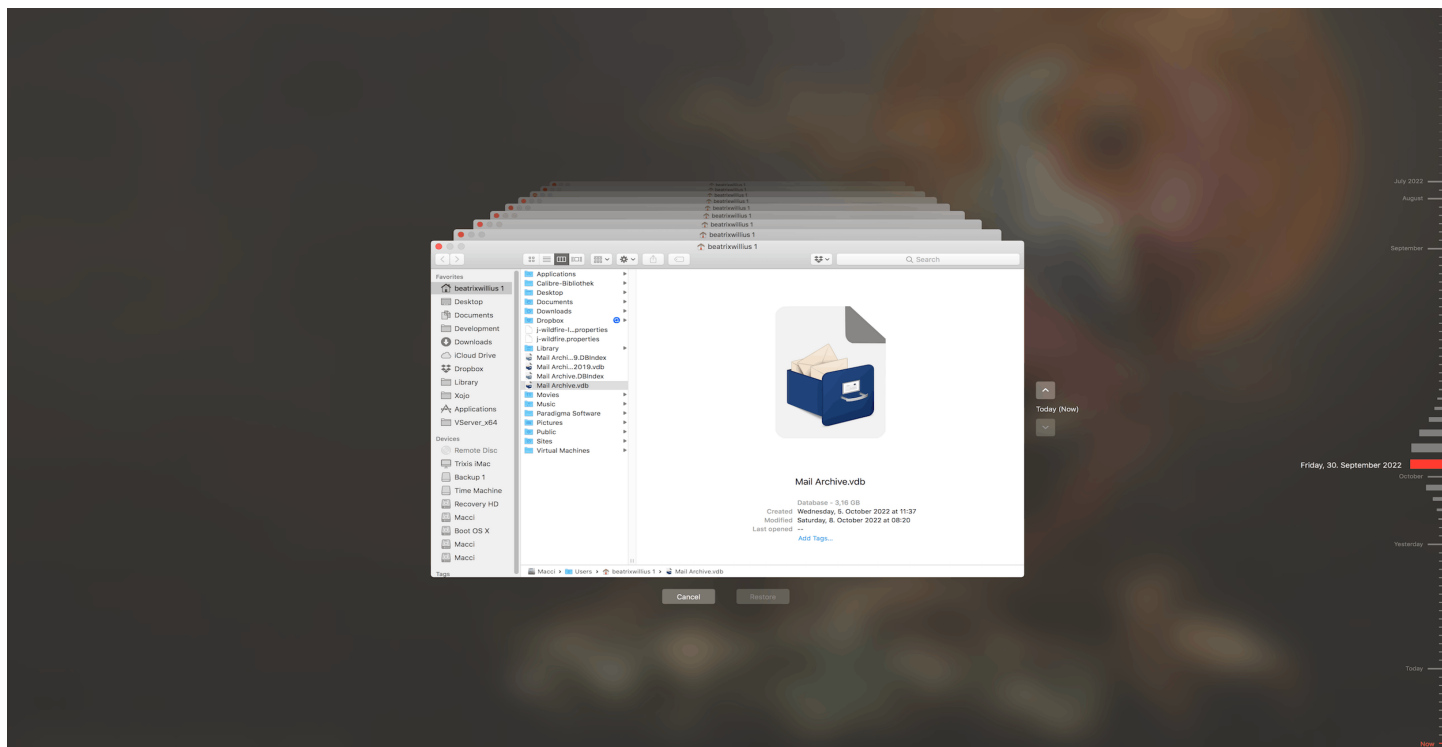 beatrixwillius 1
beatrixwillius 1
beatrixwillius 1
beatrixwillius 1
beatrixwillius 1
beatrixwillius 1
Search
Favorites
beatrixwillius 1
Desktop
Documents
Development
Downloads
iCloud Drive
Dropbox
Library
Xojo
Applications
VServer_x64
Devices
Remote Disc
Trixis iMac
Backup 1
Time Machine
Recovery HD
Macci
Boot OS X
Macci
Macci
Tags
Applications
Calibre-Bibliothek
Desktop
Documents
Downloads
Dropbox
j-wildfire-l...properties
j-wildfire.properties
Library
Mail Archi...9.DBIndex
Mail Archi...2019.vdb
Mail Archive.DBIndex
Mail Archive.vdb
Movies
Music
Paradigma Software
Pictures
Public
Sites
Virtual Machines
Mail Archive.vdb
Database - 3,16 GB
Created Wednesday, 5. October 2022 at 11:37
Modified Saturday, 8. October 2022 at 08:20
Last opened --
Add Tags...
Macci › Users › beatrixwillius 1 › Mail Archive.vdb
Cancel
Restore
Today (Now)
July 2022
August
September
Friday, 30. September 2022
October
Yesterday
Today
Now